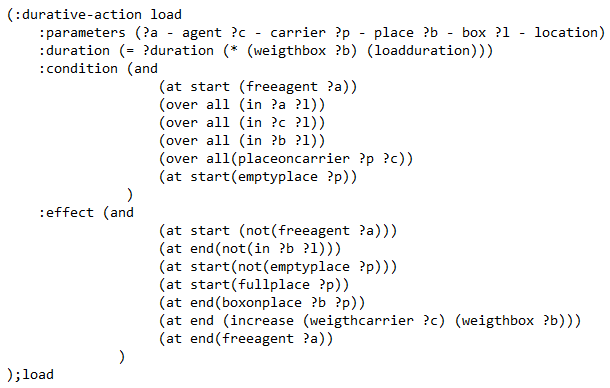 (:durative-action load
:parameters (?a - agent ?c - carrier ?p - place ?b - box ?l - location)
:duration (= ?duration (* (weigthbox ?b) (loadduration)))
:condition (and
(at start (freeagent ?a))
(over all (in ?a ?l))
(over all (in ?c ?l))
(over all (in ?b ?l))
(over all(placeoncarrier ?p ?c))
(at start(emptyplace ?p))
)
:effect (and
(at start (not(freeagent ?a)))
(at end(not(in ?b ?l)))
(at start(not(emptyplace ?p)))
(at start(fullplace ?p))
(at end(boxonplace ?b ?p))
(at end (increase (weigthcarrier ?c) (weigthbox ?b)))
(at end(freeagent ?a))
)
);load